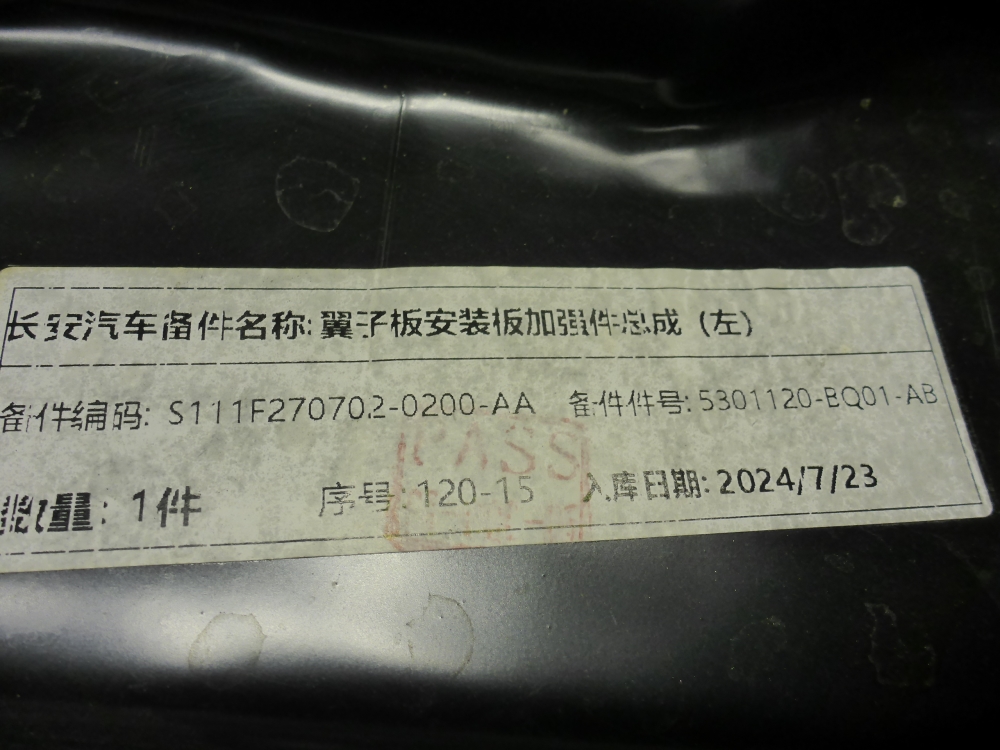 长安汽车备件名称:翼子板安装板加强件总成 (左)
备件编码: S111F270702-0200-AA 备件件号: 5301120-BQ01-AB
数量: 1件 序号: 120-15 入库日期: 2024/7/23
PASS